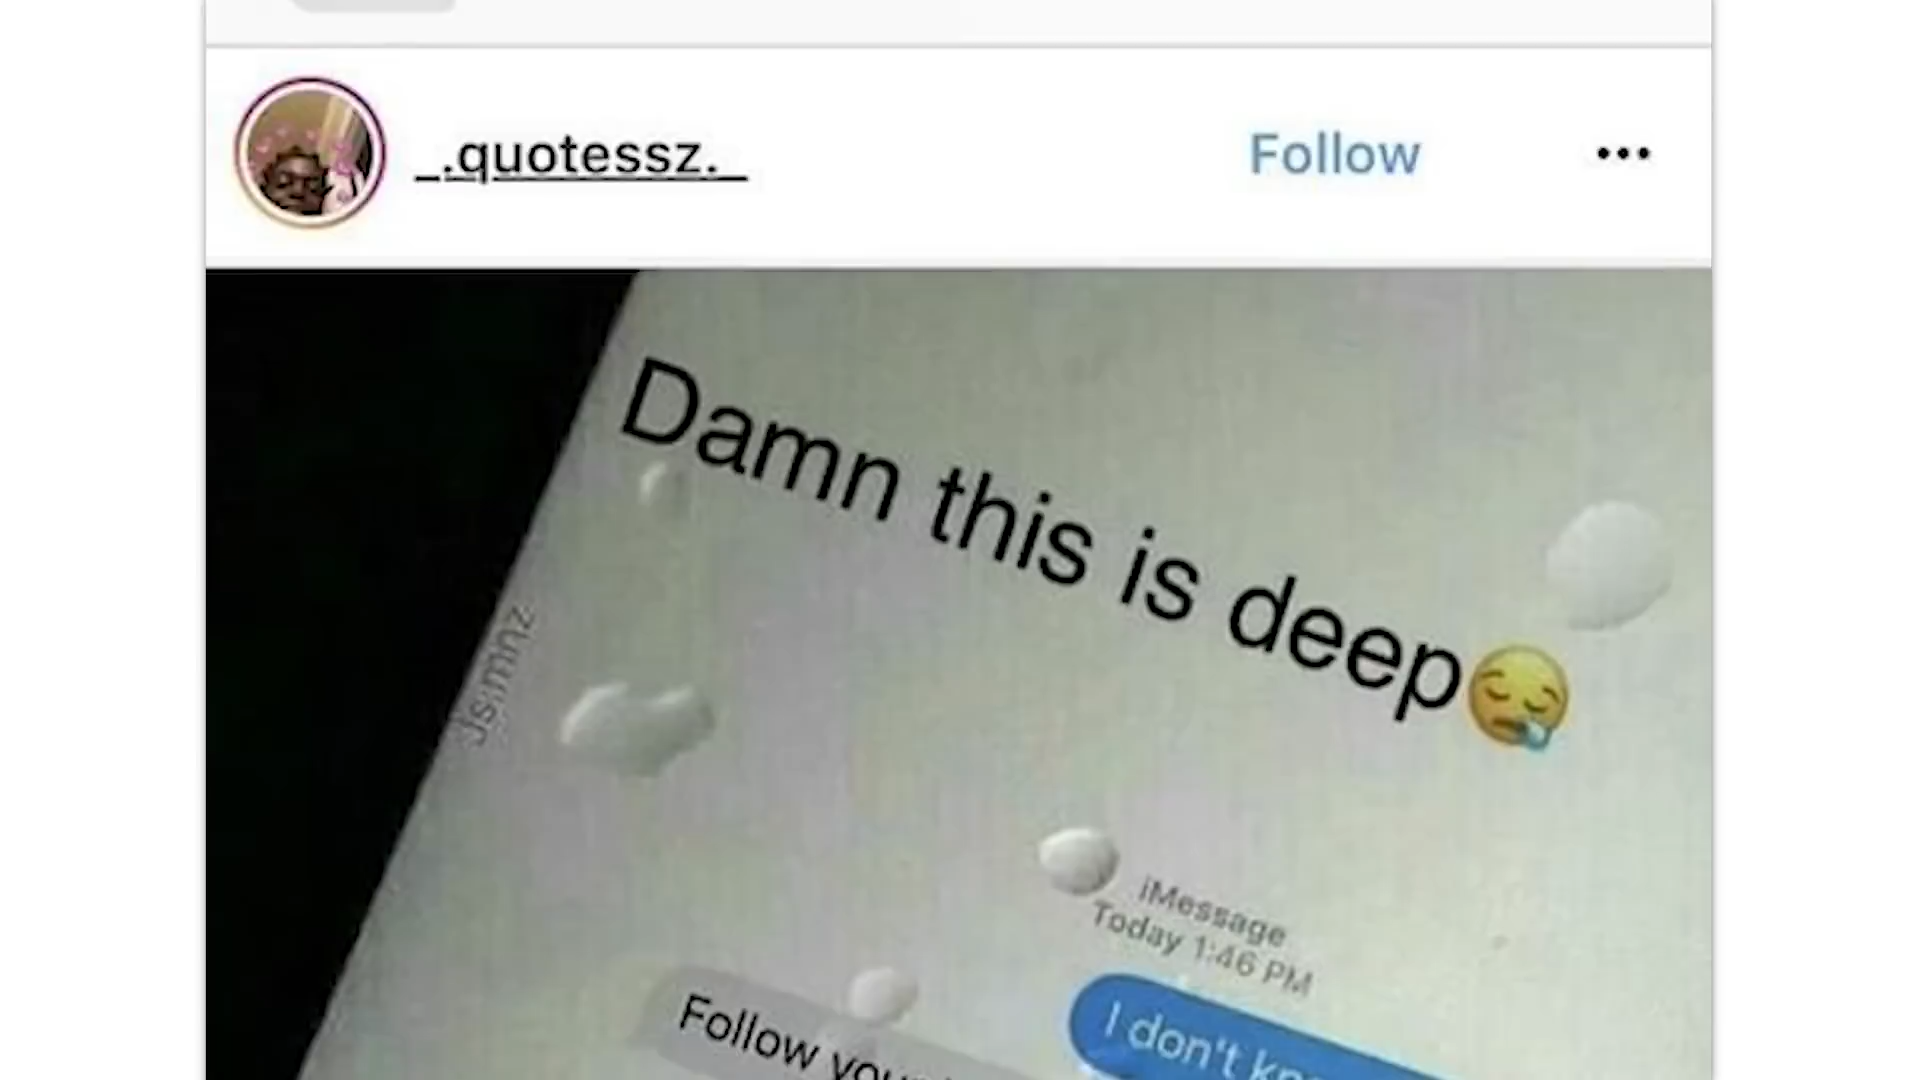 _.quotessz._
Follow
Damn this is deep
Js.mnz
iMessage
Today 1:46 PM
I don't
Follow